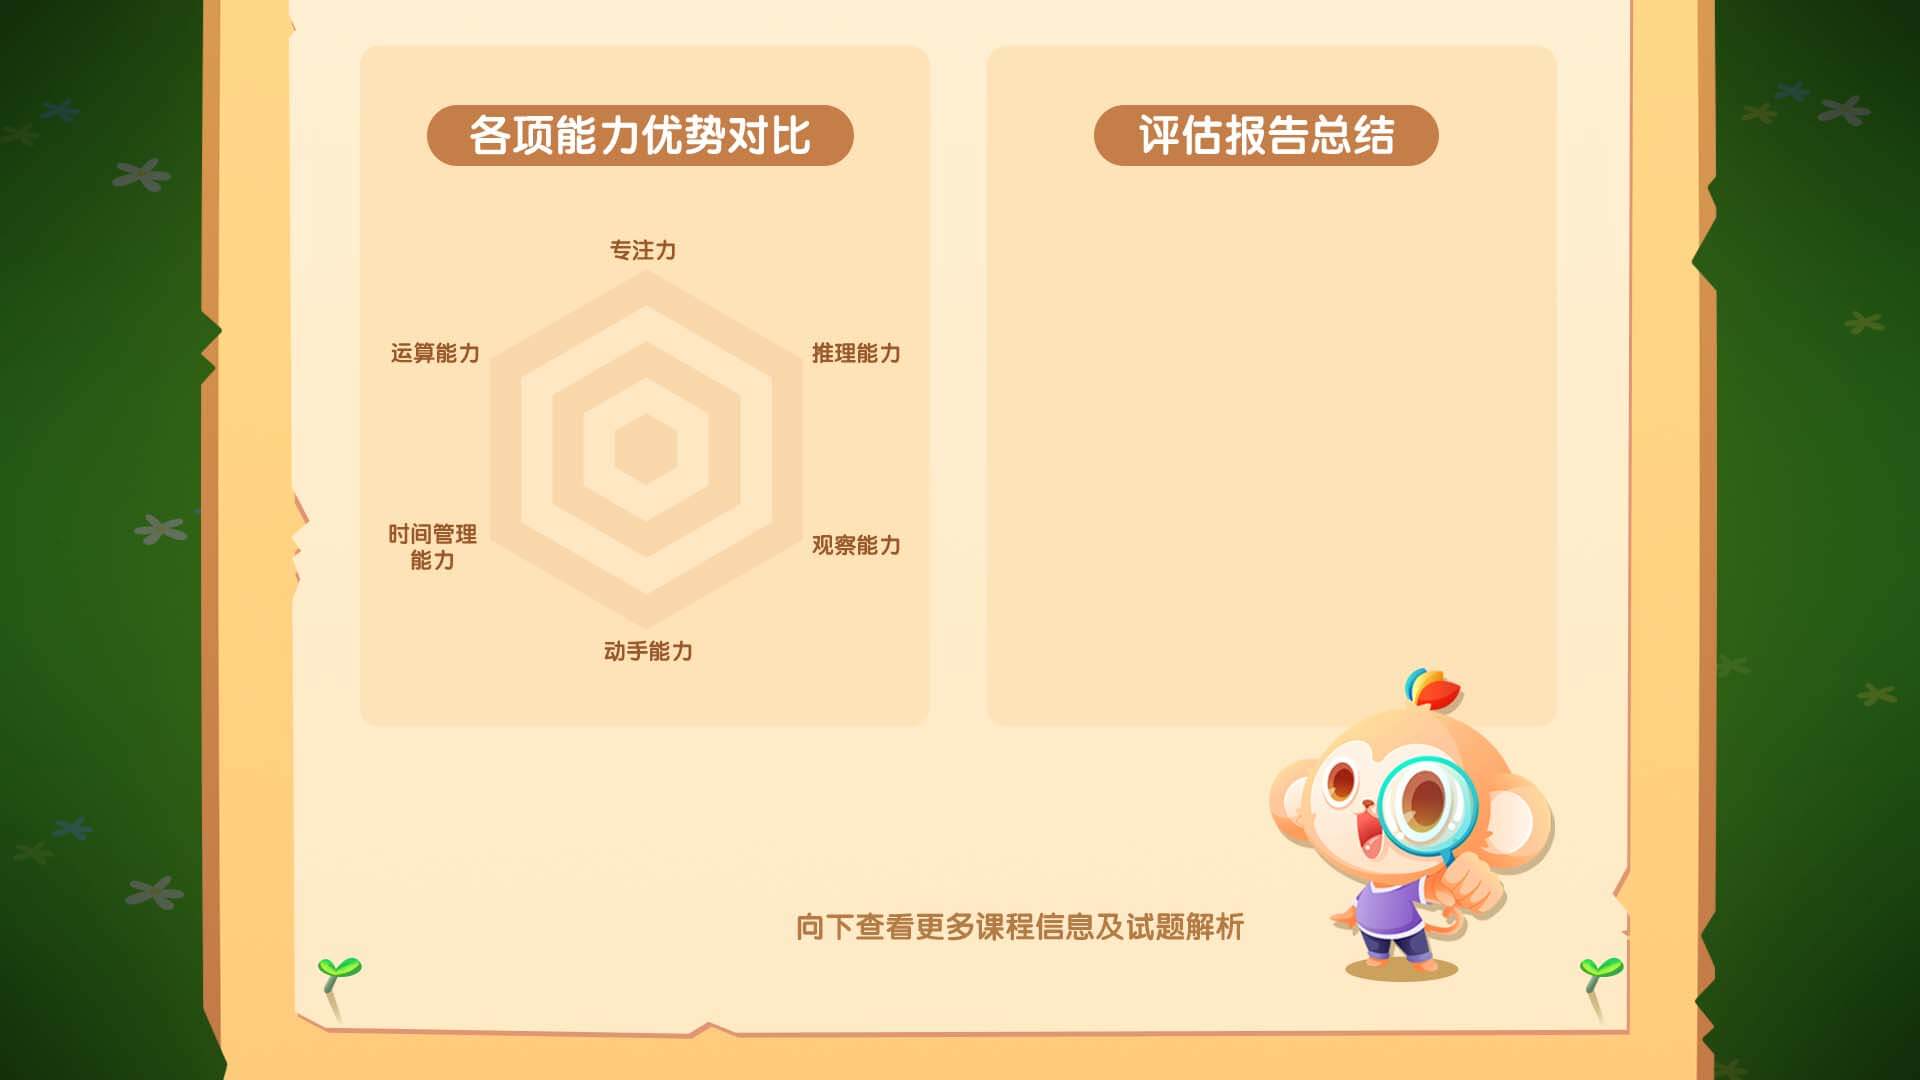 各项能力优势对比
评估报告总结
专注力
运算能力
推理能力
时间管理
能力
观察能力
动手能力
向下查看更多课程信息及试题解析